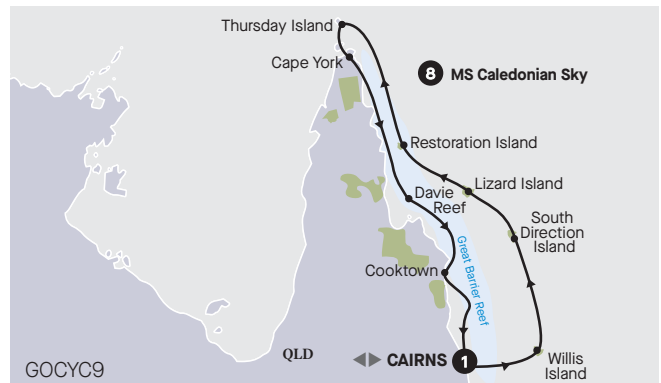 Thursday Island
Cape York
8 MS Caledonian Sky
Restoration Island
Lizard Island
Davie
Reef
South
Direction
Island
Great Barrier Reef
Cooktown
QLD
CAIRNS 1
Willis
Island
GOCYC9